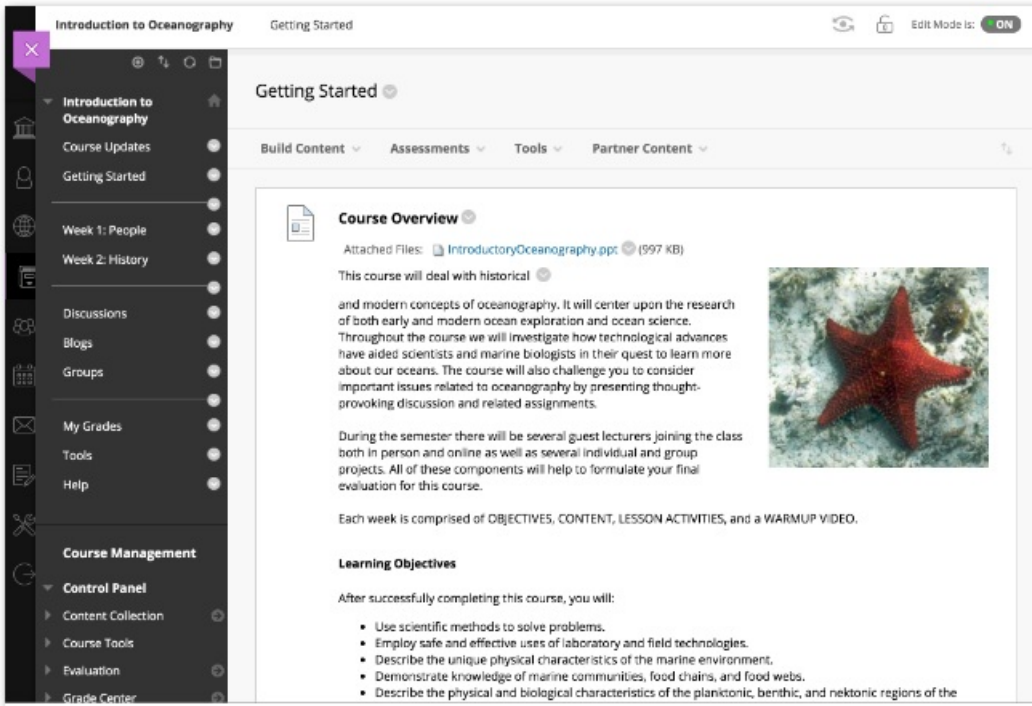 Introduction to Oceanography
Getting Started
Edit Mode is:
ON
Introduction to
Oceanography
Course Updates
Getting Started
Week 1: People
Week 2: History
Discussions
Blogs
Groups
My Grades
Tools
Help
Course Management
Control Panel
Content Collection
Course Tools
Evaluation
Grade Center
Getting Started
Build Content
Assessments
Tools
Partner Content
Course Overview
Attached Files: IntroductoryOceanography.ppt (997 KB)
This course will deal with historical
and modern concepts of oceanography. It will center upon the research
of both early and modern ocean exploration and ocean science.
Throughout the course we will investigate how technological advances
have aided scientists and marine biologists in their quest to learn more
about our oceans. The course will also challenge you to consider
important issues related to oceanography by presenting thought-
provoking discussion and related assignments.
During the semester there will be several guest lecturers joining the class
both in person and online as well as several individual and group
projects. All of these components will help to formulate your final
evaluation for this course.
Each week is comprised of OBJECTIVES, CONTENT, LESSON ACTIVITIES, and a WARMUP VIDEO.
Learning Objectives
After successfully completing this course, you will:
• Use scientific methods to solve problems.
• Employ safe and effective uses of laboratory and field technologies.
• Describe the unique physical characteristics of the marine environment.
• Demonstrate knowledge of marine communities, food chains, and food webs.
• Describe the physical and biological characteristics of the planktonic, benthic, and nektonic regions of the